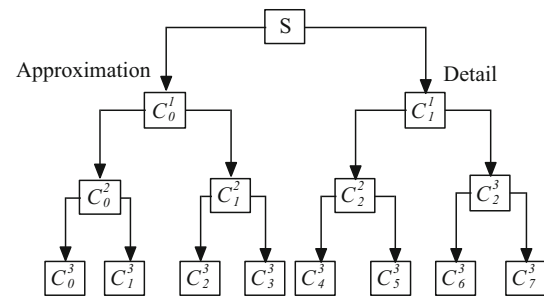 S
Approximation
Detail
C_0^1
C_1^1
C_0^2
C_1^2
C_2^2
C_2^3
C_0^3
C_1^3
C_2^3
C_3^3
C_4^3
C_5^3
C_6^3
C_7^3